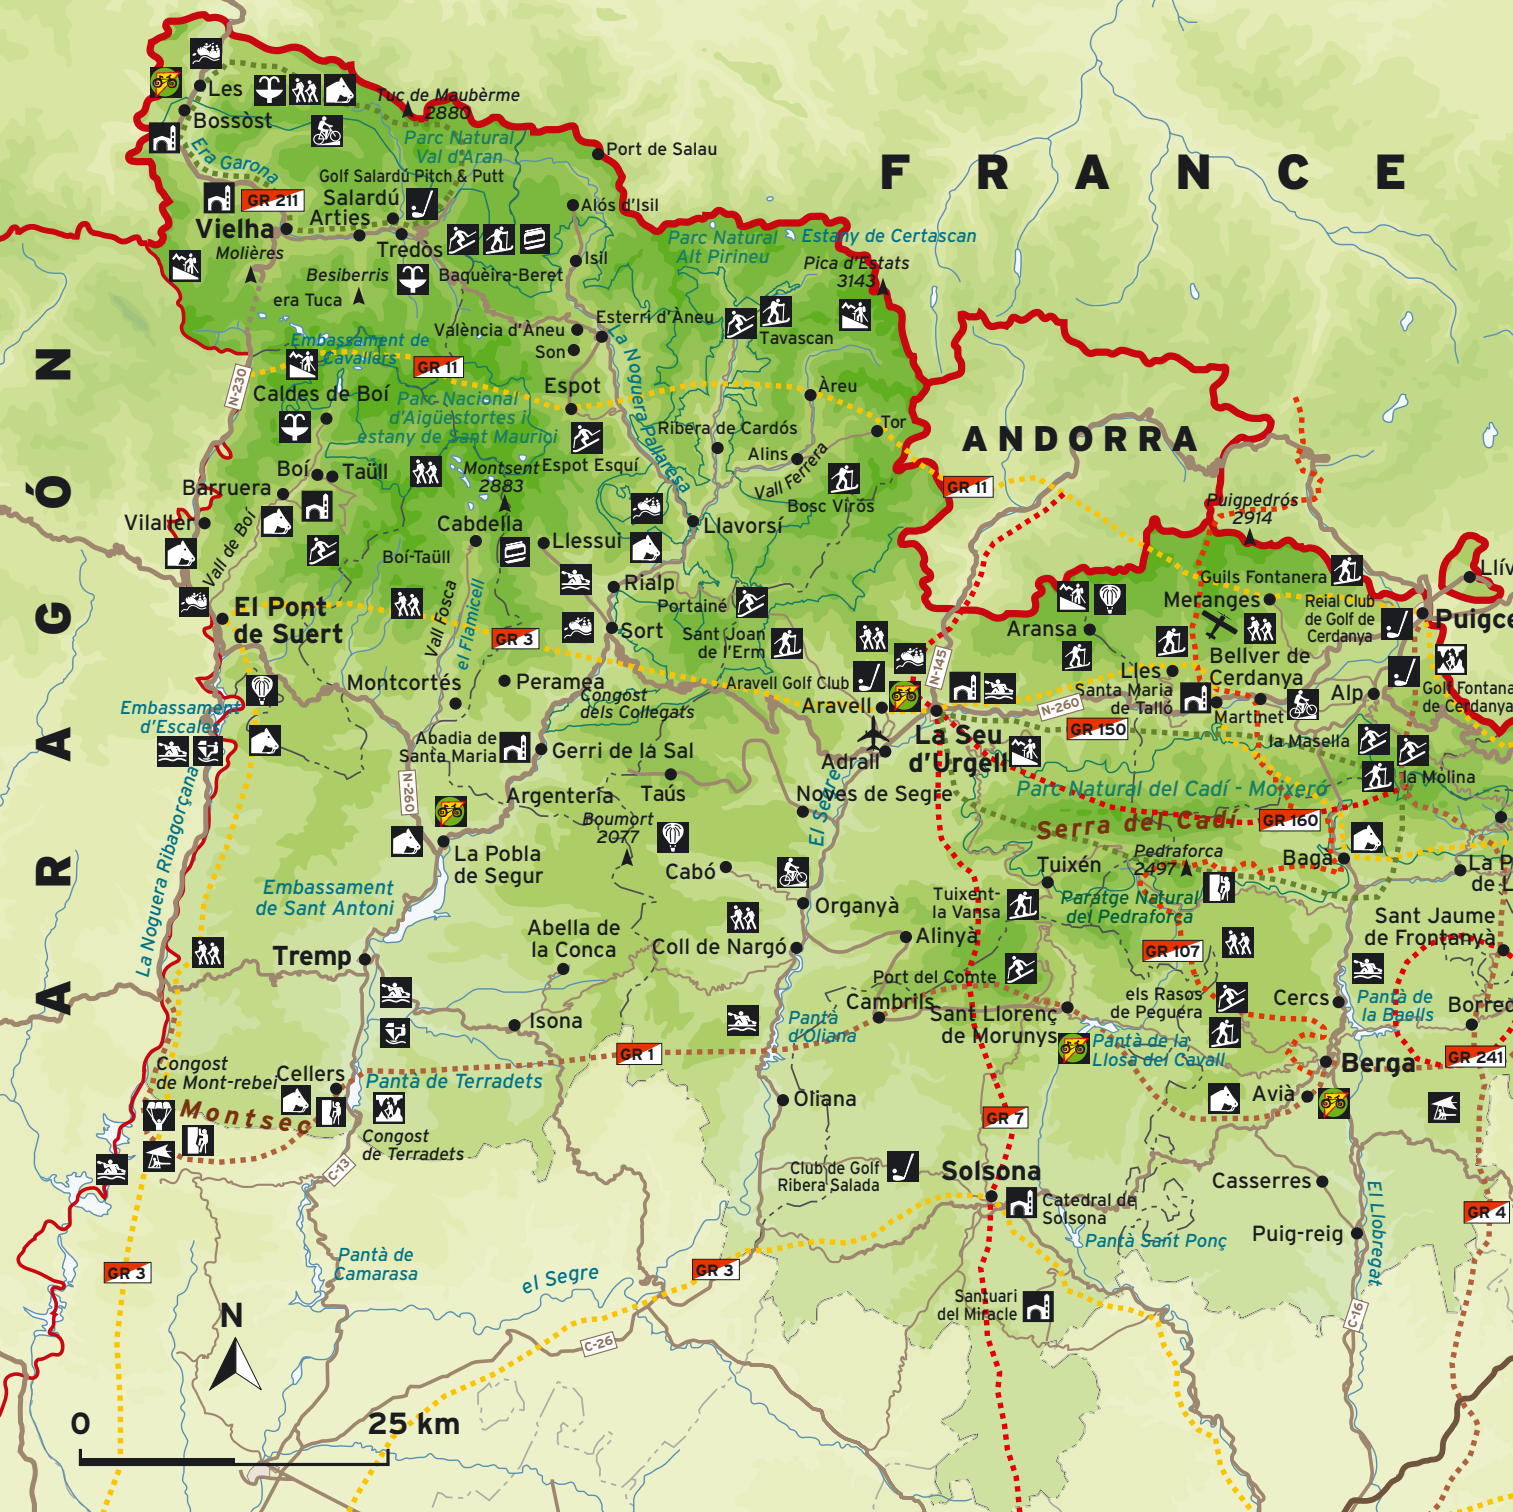 FRANCE
ANDORRA
ARAGÓN
Les
Bossòst
Era Garona
Tuc de Maubèrme
2880
Parc Natural
Val d'Aran
Golf Salardú Pitch & Putt
Port de Salau
GR 211
Salardú
Arties
Vielha
Tredòs
Molières
Besiberris
era Tuca
Baquèira-Beret
Alós d'Isil
Isil
Parc Natural
Alt Pirineu
Estany de Certascan
Pica d'Estats
3143
Esterri d'Àneu
València d'Àneu
Son
La Noguera Pallaresa
Tavascan
Embassament de
Cavallers
GR 11
N-230
Caldes de Boí
Parc Nacional
d'Aigüestortes i
estany de Sant Maurici
Espot
Àreu
Tor
Ribera de Cardós
Alins
Vall Ferrera
Espot Esquí
Bosc Virós
GR 11
Boí
Taüll
Barruera
Montsent
2883
Vilaller
Vall de Boí
Cabdella
Boí-Taüll
Llessui
Llavorsí
Puigpedrós
2914
Rialp
Portainé
Guils Fontanera
Meranges
Reial Club
de Golf de
Cerdanya
Llív
Puigce
El Pont
de Suert
Vall Fosca
el Flamicell
GR 3
Sort
Sant Joan
de l'Erm
Aransa
N-145
Bellver de
Cerdanya
Montcortés
Peramea
Congost
dels Collegats
Aravell Golf Club
Aravell
Lles
Santa Maria
de Talló
Martinet
Alp
Golf Fontana
de Cerdanya
N-260
GR 150
Embassament
d'Escales
Abadia de
Santa Maria
Gerri de la Sal
Adrall
La Seu
d'Urgell
la Masella
la Molina
N-260
Argenteria
Taús
Noves de Segre
Parc Natural del Cadí - Moixeró
El Segre
Serra del Cadí
GR 160
La Noguera Ribagorçana
Boumort
2077
La Pobla
de Segur
Cabó
Tuixén
Pedraforca
2497
Bagà
La P
de L
Embassament
de Sant Antoni
Organyà
Tuixent-
la Vansa
Paratge Natural
del Pedraforca
Abella de
la Conca
Coll de Nargó
Alinyà
GR 107
Sant Jaume
de Frontanyà
Tremp
Port del Comte
Cambrils
Sant Llorenç
de Morunys
els Rasos
de Peguera
Cercs
Pantà de
la Baells
Borred
Isona
Pantà
d'Oliana
GR 1
Pantà de la
Llosa del Cavall
Berga
GR 241
Congost
de Mont-rebei
Cellers
Pantà de Terradets
Montsec
Oliana
GR 7
Avià
Congost
de Terradets
C-13
Club de Golf
Ribera Salada
Solsona
Catedral de
Solsona
Casserres
El Llobregat
GR 4
Puig-reig
Pantà Sant Ponç
Pantà de
Camarasa
GR 3
el Segre
GR 3
Santuari
del Miracle
C-26
C-16
N
0
25 km